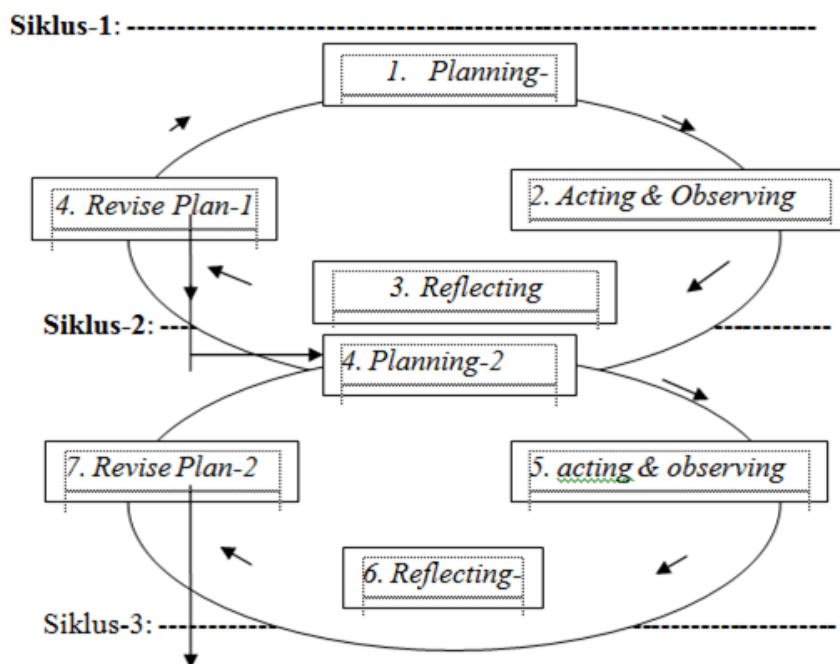 Siklus-1:
1. Planning-
4. Revise Plan-1
2. Acting & Observing
3. Reflecting
Siklus-2:
4. Planning-2
7. Revise Plan-2
5. acting & observing
6. Reflecting-
Siklus-3: